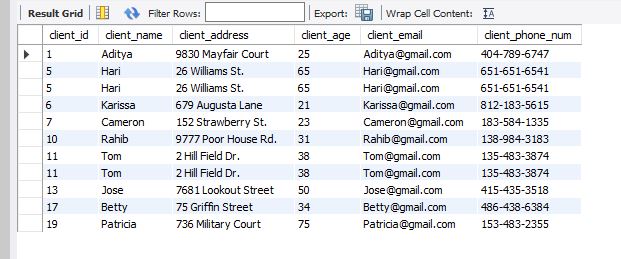 Result Grid Filter Rows: Export: Wrap Cell Content:
client_id client_name client_address client_age client_email client_phone_num
1 Aditya 9830 Mayfair Court 25 Aditya@gmail.com 404-789-6747
5 Hari 26 Williams St. 65 Hari@gmail.com 651-651-6541
5 Hari 26 Williams St. 65 Hari@gmail.com 651-651-6541
6 Karissa 679 Augusta Lane 21 Karissa@gmail.com 812-183-5615
7 Cameron 152 Strawberry St. 23 Cameron@gmail.com 183-584-1335
10 Rahib 9777 Poor House Rd. 31 Rahib@gmail.com 138-984-3183
11 Tom 2 Hill Field Dr. 38 Tom@gmail.com 135-483-3874
11 Tom 2 Hill Field Dr. 38 Tom@gmail.com 135-483-3874
13 Jose 7681 Lookout Street 50 Jose@gmail.com 415-435-3518
17 Betty 75 Griffin Street 34 Betty@gmail.com 486-438-6384
19 Patricia 736 Military Court 75 Patricia@gmail.com 153-483-2355